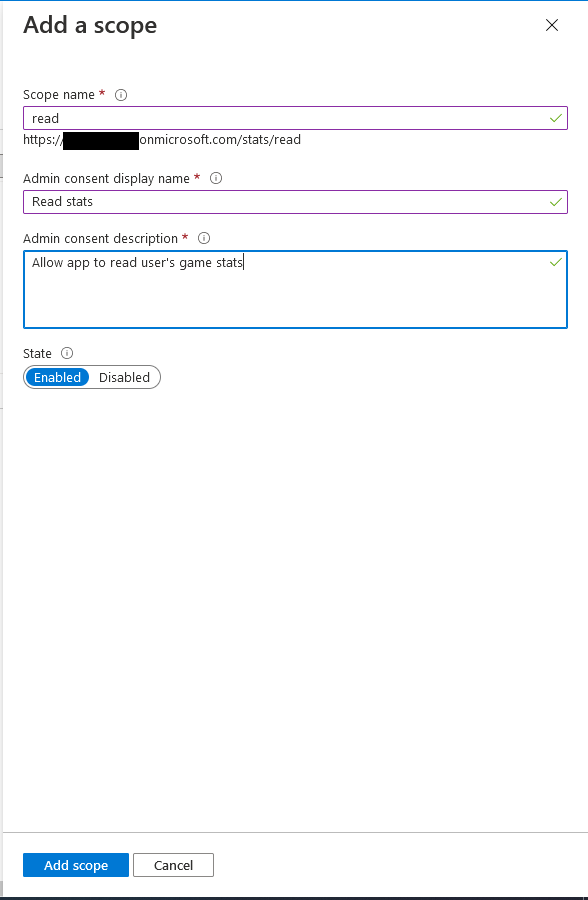 Add a scope
Scope name *
read
https://onmicrosoft.com/stats/read
Admin consent display name *
Read stats
Admin consent description *
Allow app to read user's game stats
State
Enabled Disabled
Add scope Cancel